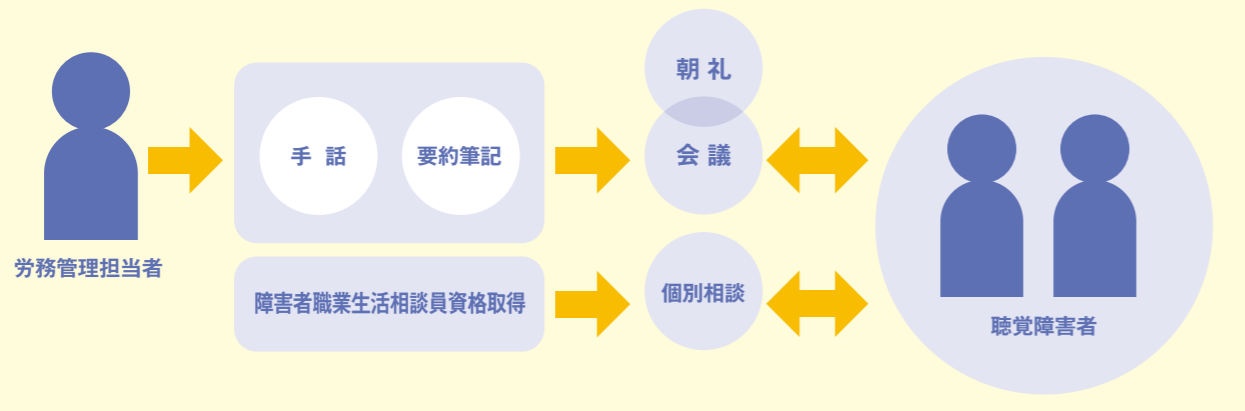 労務管理担当者
手 話
要約筆記
障害者職業生活相談員資格取得
朝 礼
会 議
個別相談
聴覚障害者